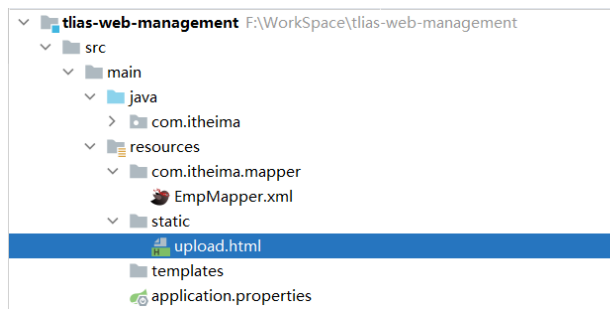 tlias-web-management F:\WorkSpace\tlias-web-management
src
main
java
com.itheima
resources
com.itheima.mapper
EmpMapper.xml
static
upload.html
templates
application.properties